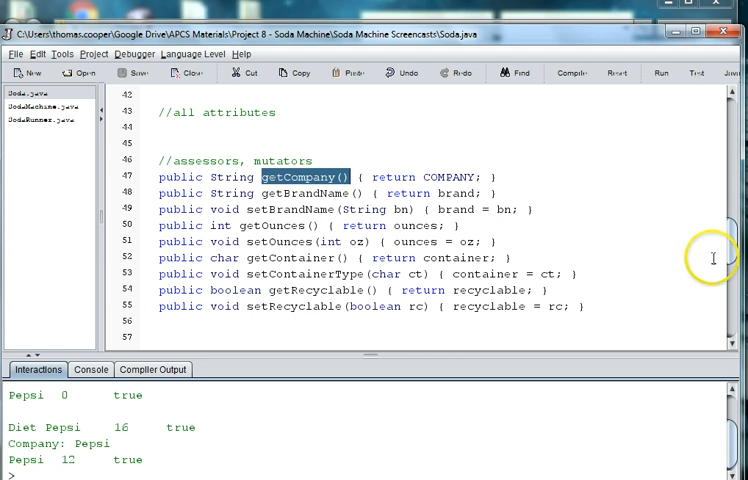 C:\Users\thomas.cooper\Google Drive\APCS Materials\Project 8 - Soda Machine\Soda Machine Screencasts\Soda.java
File Edit Tools Project Debugger Language Level Help
New Open Save Close Cut Copy Paste Undo Redo Find Compile Reset Run Test
Soda.java
SodaMachine.java
SodaRunner.java
42
43 //all attributes
44
45
46 //assessors, mutators
47 public String getCompany() { return COMPANY; }
48 public String getBrandName() { return brand; }
49 public void setBrandName(String bn) { brand = bn; }
50 public int getOunces() { return ounces; }
51 public void setOunces(int oz) { ounces = oz; }
52 public char getContainer() { return container; }
53 public void setContainerType(char ct) { container = ct; }
54 public boolean getRecyclable() { return recyclable; }
55 public void setRecyclable(boolean rc) { recyclable = rc; }
56
57
Interactions Console Compiler Output
Pepsi 0 true
Diet Pepsi 16 true
Company: Pepsi
Pepsi 12 true
>